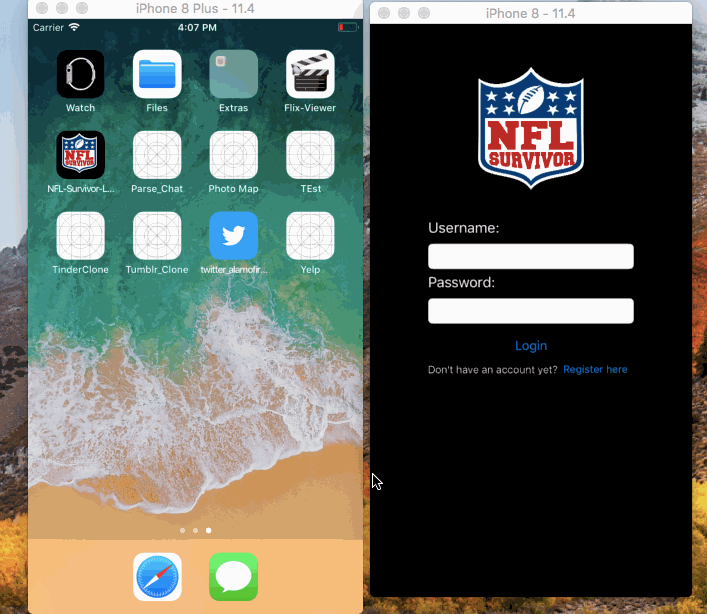 iPhone 8 Plus - 11.4
Carrier
4:07 PM
Watch
Files
Extras
Flix-Viewer
NFL-Survivor-L...
Parse_Chat
Photo Map
TEst
TinderClone
Tumblr_Clone
twitter_alamofir...
Yelp
iPhone 8 - 11.4
NFL
SURVIVOR
Username:
Password:
Login
Don't have an account yet? Register here